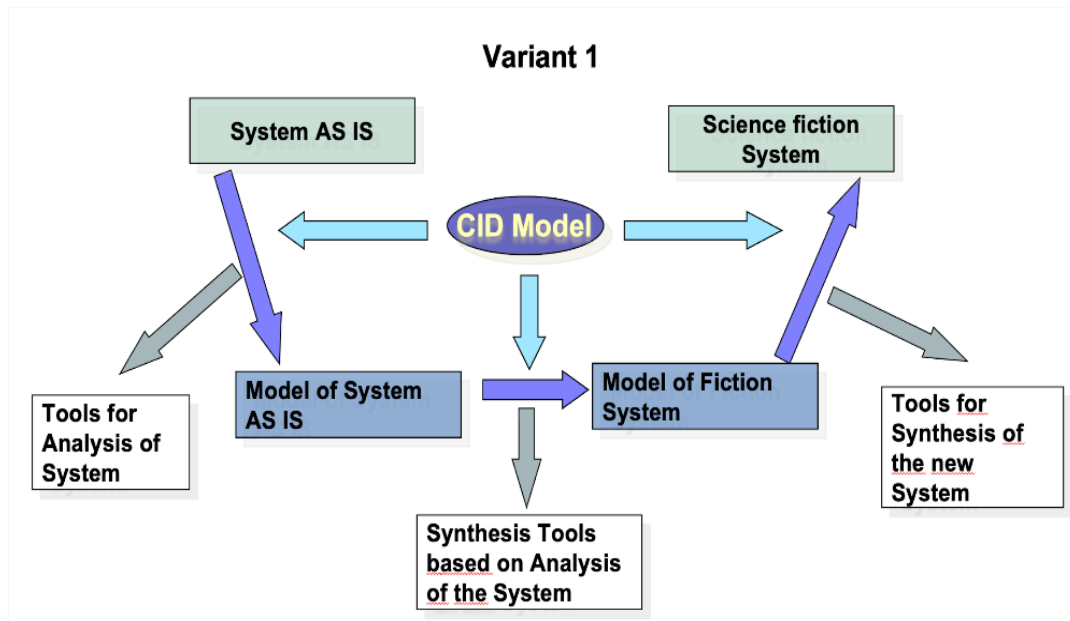 Variant 1
System AS IS
Science fiction
System
CID Model
Model of System
AS IS
Model of Fiction
System
Tools for
Analysis of
System
Tools for
Synthesis of
the new
System
Synthesis Tools
based on Analysis
of the System